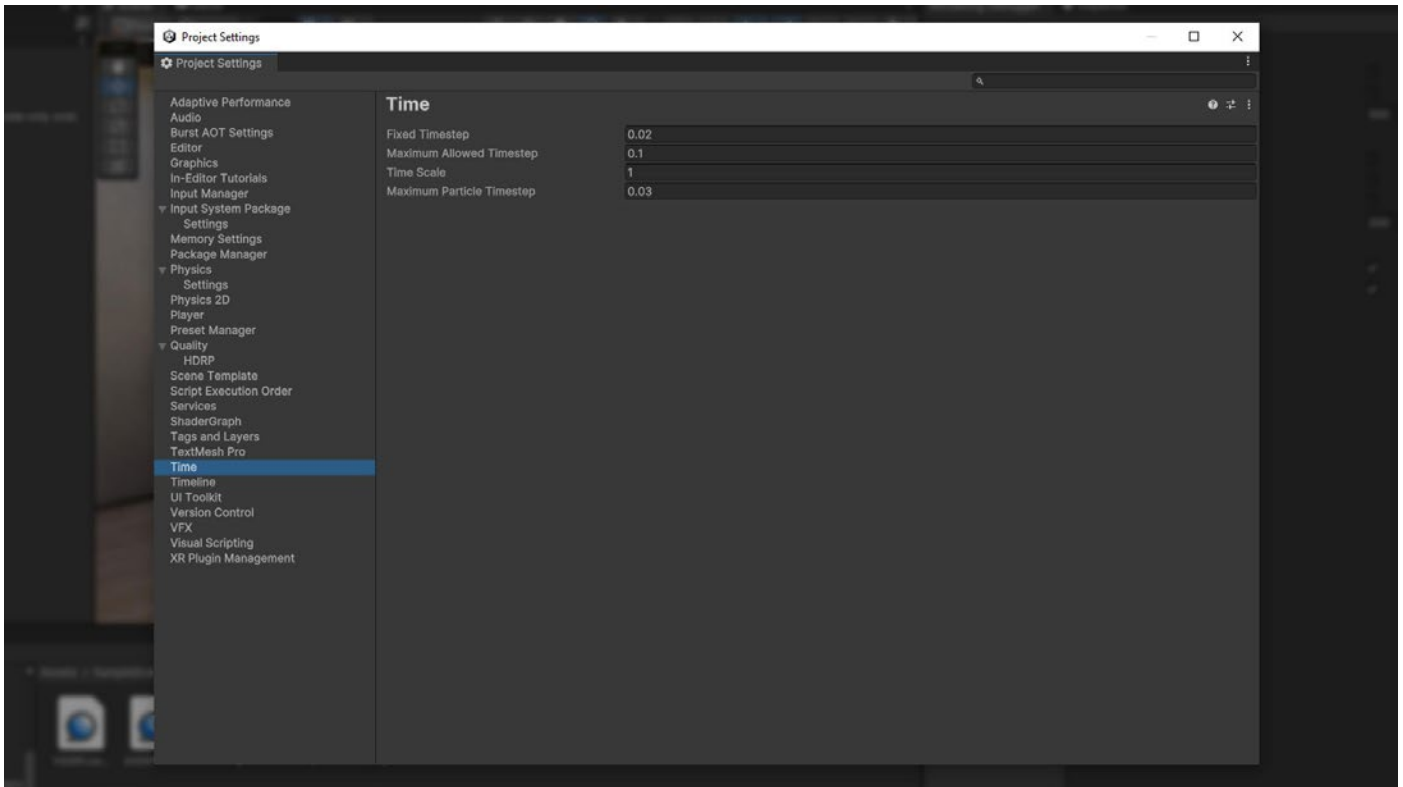 Project Settings
Project Settings
Adaptive Performance
Audio
Burst AOT Settings
Editor
Graphics
In-Editor Tutorials
Input Manager
Input System Package
Settings
Memory Settings
Package Manager
Physics
Settings
Physics 2D
Player
Preset Manager
Quality
HDRP
Scene Template
Script Execution Order
Services
ShaderGraph
Tags and Layers
TextMesh Pro
Time
Timeline
UI Toolkit
Version Control
VFX
Visual Scripting
XR Plugin Management
Time
Fixed Timestep 0.02
Maximum Allowed Timestep 0.1
Time Scale 1
Maximum Particle Timestep 0.03